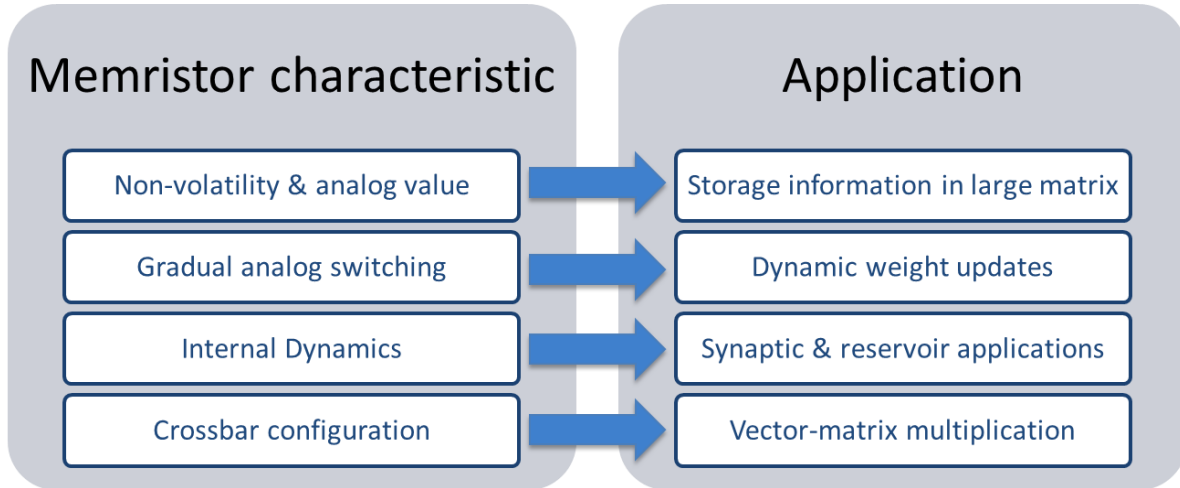 Memristor characteristic
Application
Non-volatility & analog value
Storage information in large matrix
Gradual analog switching
Dynamic weight updates
Internal Dynamics
Synaptic & reservoir applications
Crossbar configuration
Vector-matrix multiplication